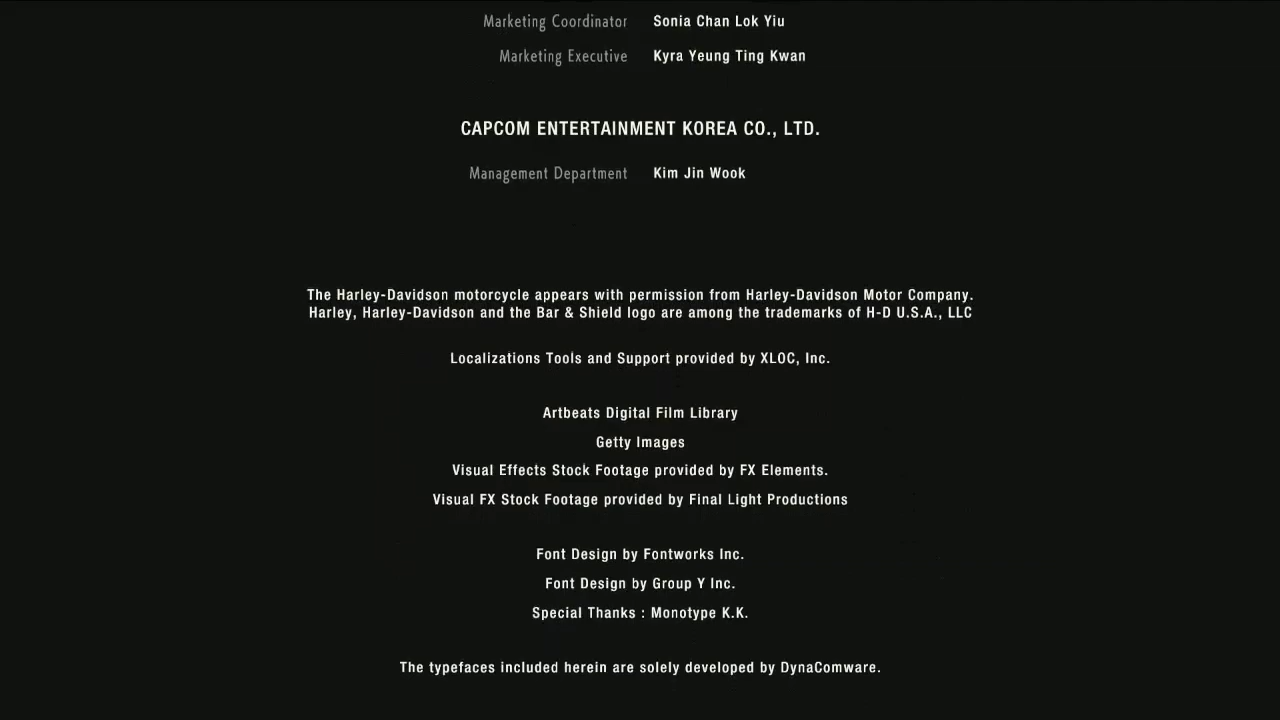 Marketing Coordinator Sonia Chan Lok Yiu
Marketing Executive Kyra Yeung Ting Kwan
CAPCOM ENTERTAINMENT KOREA CO., LTD.
Management Department Kim Jin Wook
The Harley-Davidson motorcycle appears with permission from Harley-Davidson Motor Company.
Harley, Harley-Davidson and the Bar & Shield logo are among the trademarks of H-D U.S.A., LLC
Localizations Tools and Support provided by XLOC, Inc.
Artbeats Digital Film Library
Getty Images
Visual Effects Stock Footage provided by FX Elements.
Visual FX Stock Footage provided by Final Light Productions
Font Design by Fontworks Inc.
Font Design by Group Y Inc.
Special Thanks : Monotype K.K.
The typefaces included herein are solely developed by DynaComware.